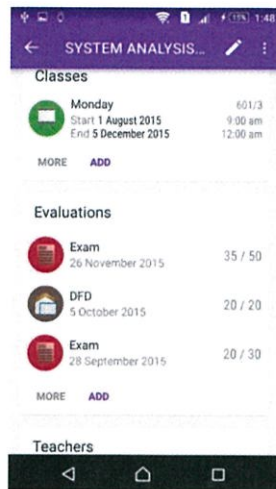 1:48
SYSTEM ANALYSIS...
Classes
Monday 601/3
Start 1 August 2015 9:00 am
End 5 December 2015 12:00 am
MORE ADD
Evaluations
Exam
26 November 2015 35 / 50
DFD
5 October 2015 20 / 20
Exam
28 September 2015 20 / 30
MORE ADD
Teachers